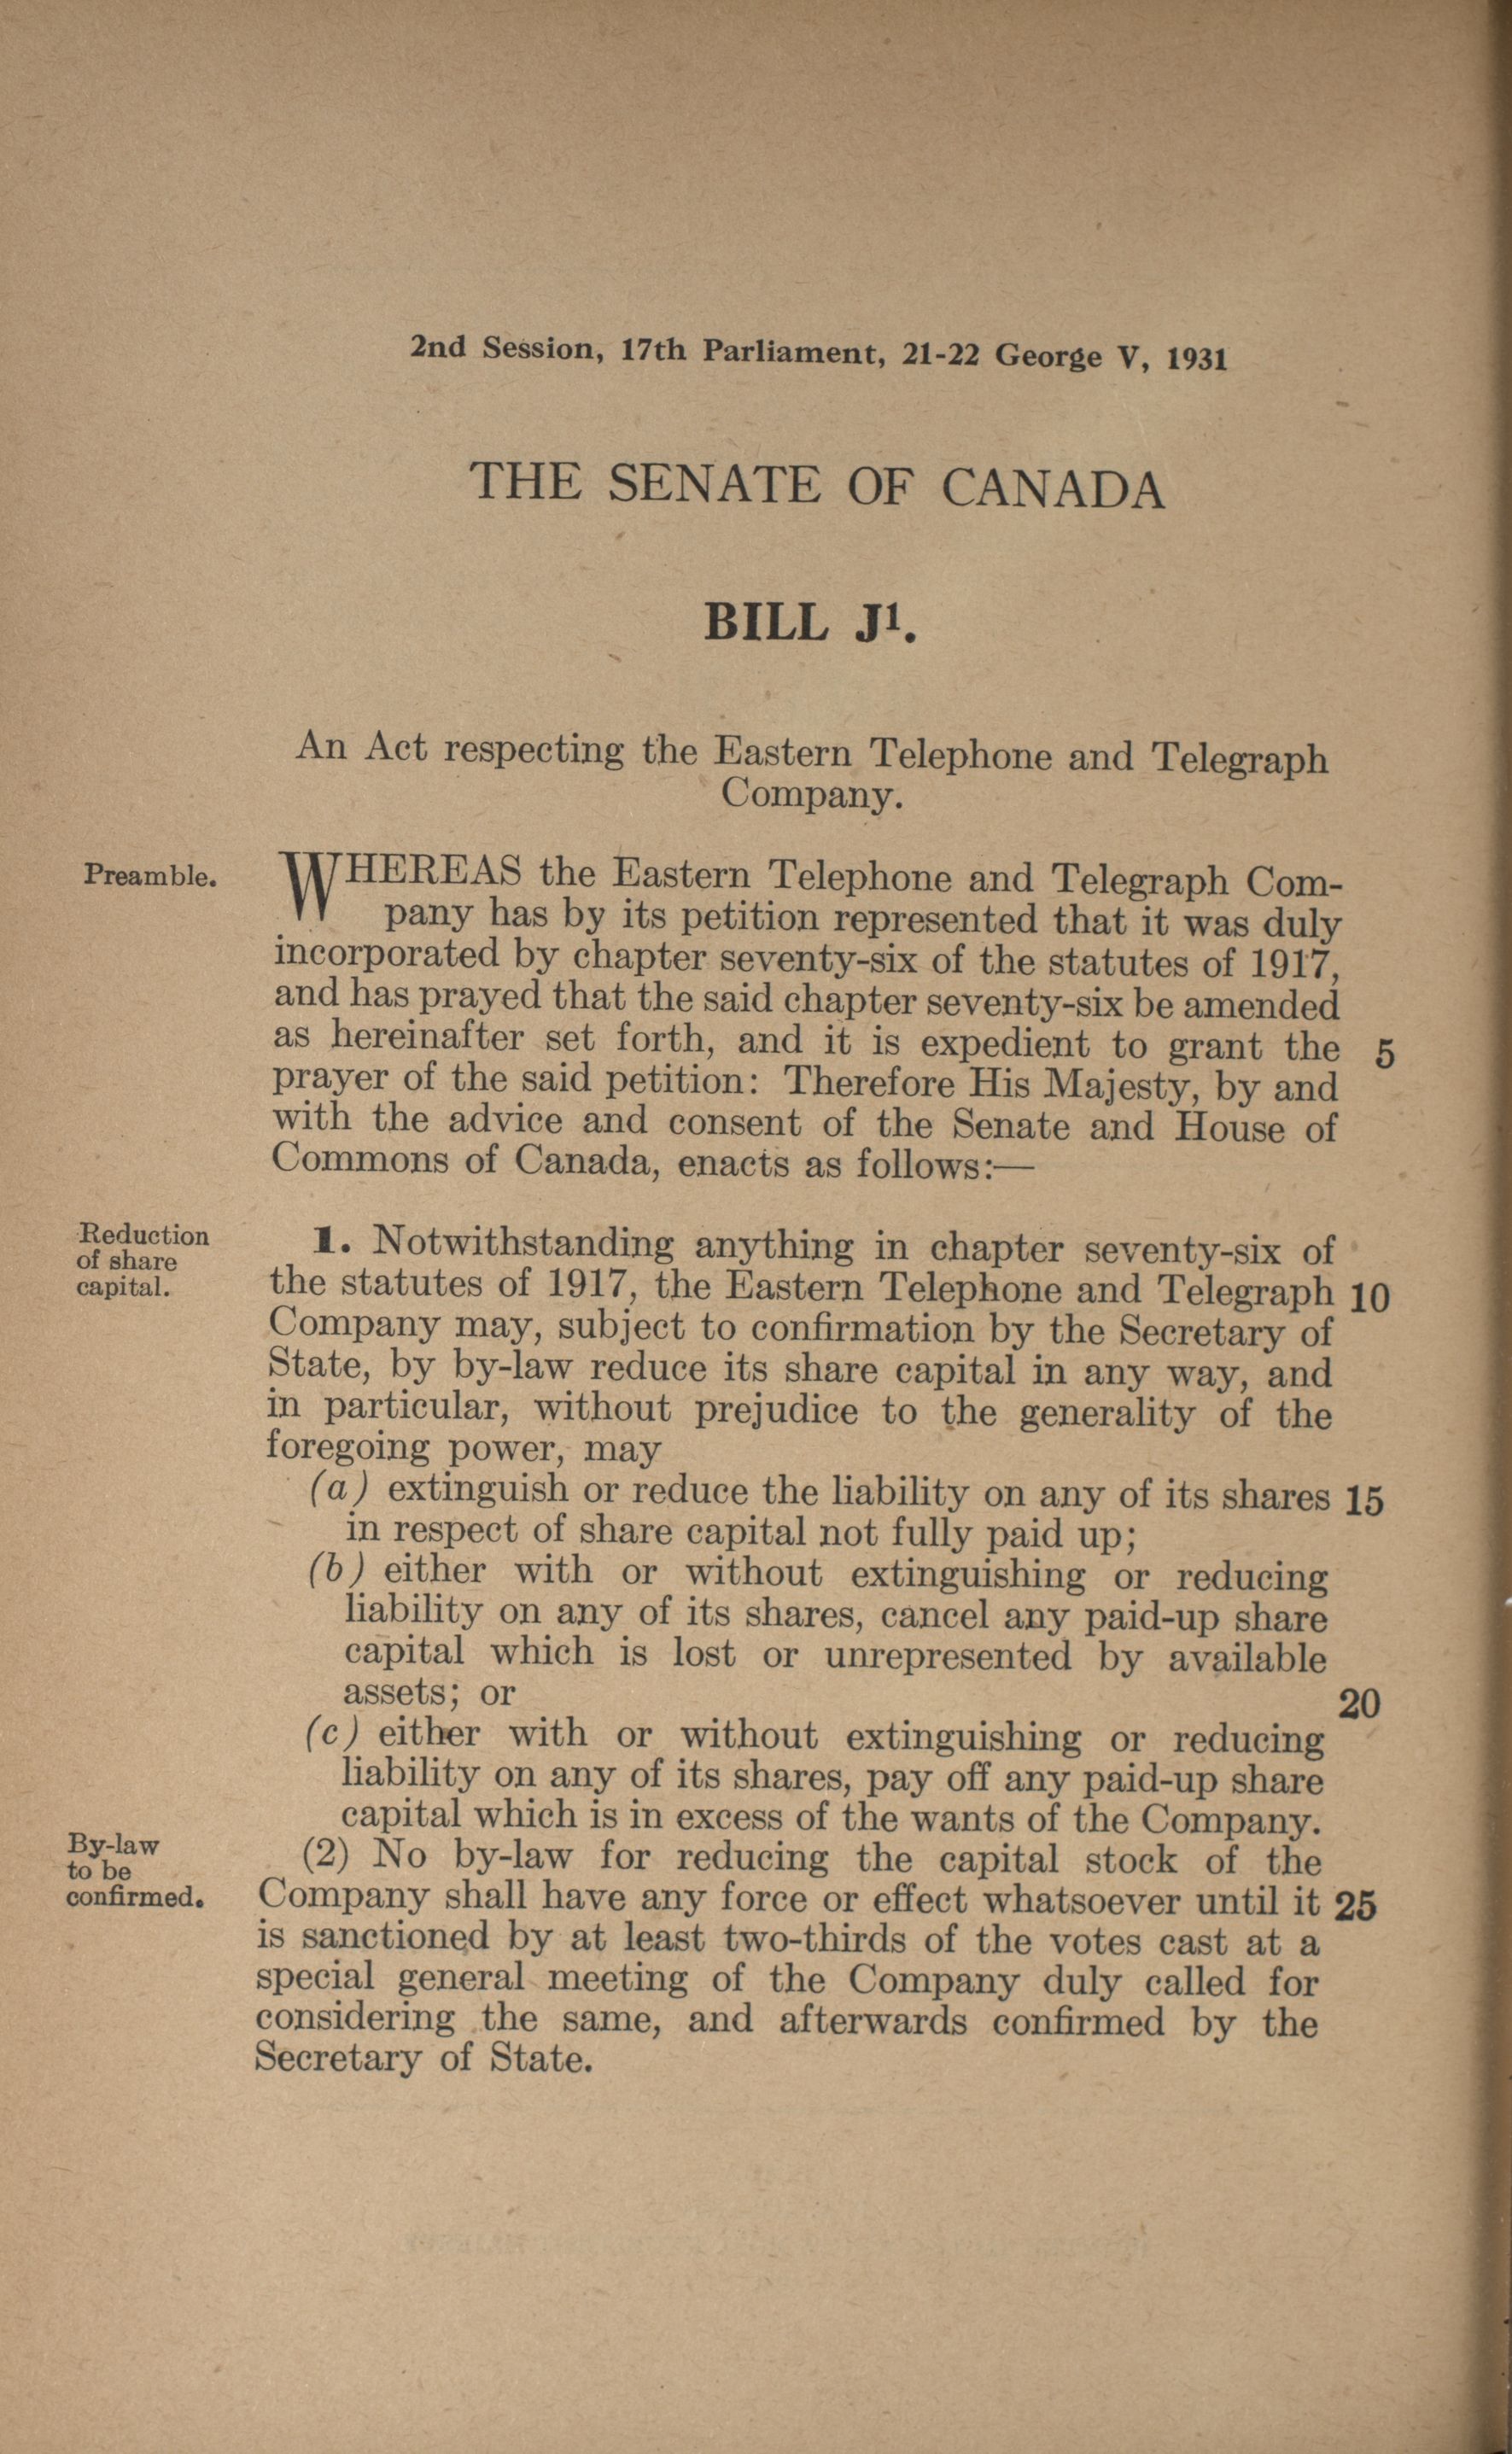 2nd Session, 17th Parliament, 21-22 George V, 1931
THE SENATE OF CANADA
BILL J¹.
An Act respecting the Eastern Telephone and Telegraph
Company.
Preamble.
WHEREAS the Eastern Telephone and Telegraph Com-
pany has by its petition represented that it was duly
incorporated by chapter seventy-six of the statutes of 1917,
and has prayed that the said chapter seventy-six be amended
as hereinafter set forth, and it is expedient to grant the 5
prayer of the said petition: Therefore His Majesty, by and
with the advice and consent of the Senate and House of
Commons of Canada, enacts as follows:—
Reduction
of share
capital.
1. Notwithstanding anything in chapter seventy-six of
the statutes of 1917, the Eastern Telephone and Telegraph 10
Company may, subject to confirmation by the Secretary of
State, by by-law reduce its share capital in any way, and
in particular, without prejudice to the generality of the
foregoing power, may
(a) extinguish or reduce the liability on any of its shares 15
in respect of share capital not fully paid up;
(b) either with or without extinguishing or reducing
liability on any of its shares, cancel any paid-up share
capital which is lost or unrepresented by available
assets; or 20
(c) either with or without extinguishing or reducing
liability on any of its shares, pay off any paid-up share
capital which is in excess of the wants of the Company.
By-law
to be
confirmed.
(2) No by-law for reducing the capital stock of the
Company shall have any force or effect whatsoever until it 25
is sanctioned by at least two-thirds of the votes cast at a
special general meeting of the Company duly called for
considering the same, and afterwards confirmed by the
Secretary of State.